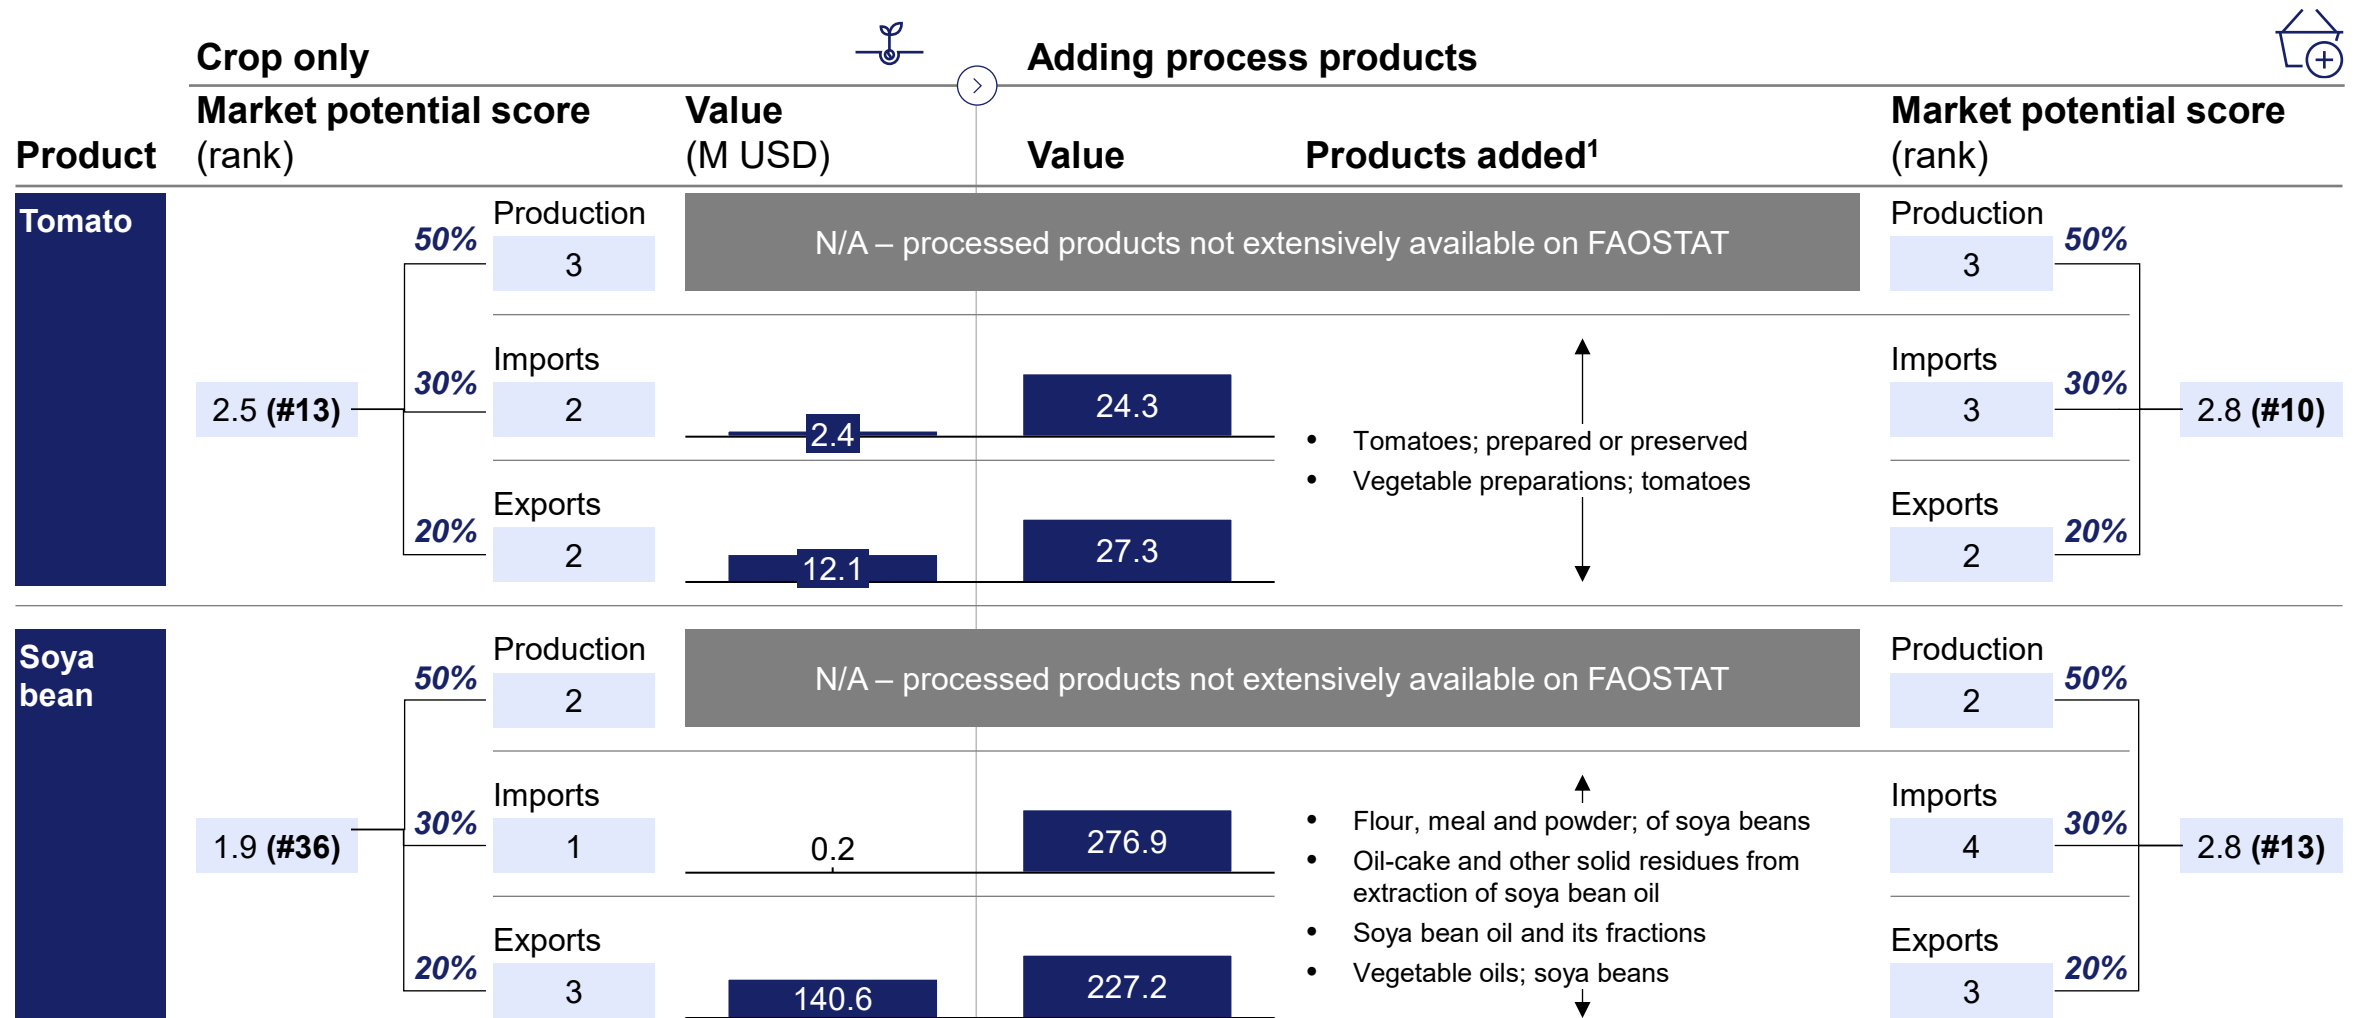 Crop only
Adding process products
Product
Market potential score
(rank)
Value
(M USD)
Value
Products added¹
Market potential score
(rank)
Tomato
2.5 (#13)
50%
Production
3
N/A – processed products not extensively available on FAOSTAT
Production
3
50%
30%
Imports
2
2.4
24.3
Imports
3
30%
2.8 (#10)
• Tomatoes; prepared or preserved
• Vegetable preparations; tomatoes
20%
Exports
2
12.1
27.3
Exports
2
20%
Soya
bean
1.9 (#36)
50%
Production
2
N/A – processed products not extensively available on FAOSTAT
Production
2
50%
30%
Imports
1
0.2
276.9
• Flour, meal and powder; of soya beans
• Oil-cake and other solid residues from
extraction of soya bean oil
• Soya bean oil and its fractions
• Vegetable oils; soya beans
Imports
4
30%
2.8 (#13)
20%
Exports
3
140.6
227.2
Exports
3
20%